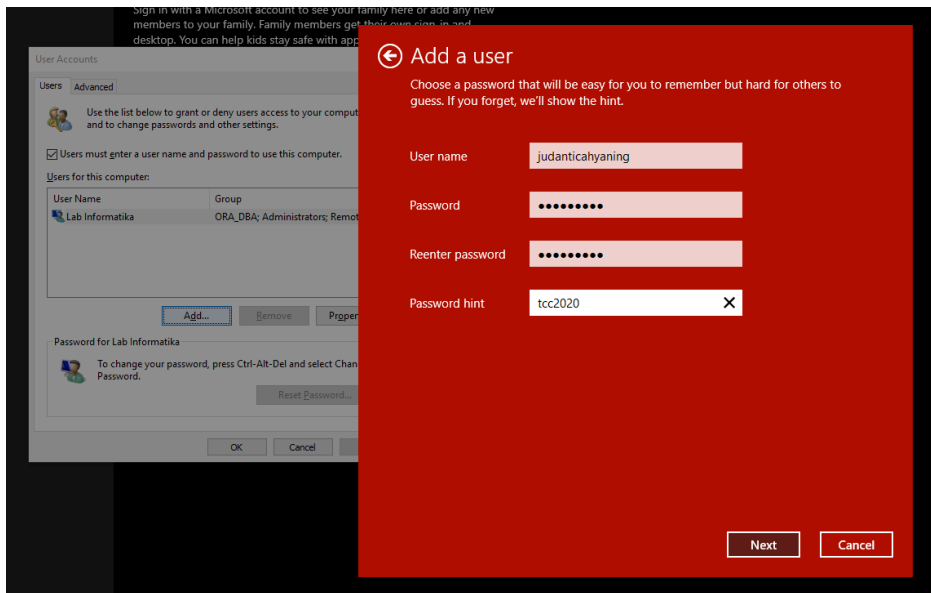 Sign in with a Microsoft account to see your family here or add any new
members to your family. Family members get their own sign-in and
desktop. You can help kids stay safe with app
User Accounts
Users
Advanced
Use the list below to grant or deny users access to your comput
and to change passwords and other settings.
Users must enter a user name and password to use this computer.
Users for this computer:
User Name
Group
Lab Informatika
ORA_DBA; Administrators; Remot
Add...
Remove
Proper
Password for Lab Informatika
To change your password, press Ctrl-Alt-Del and select Chan
Password.
Reset Password...
OK
Cancel
Add a user
Choose a password that will be easy for you to remember but hard for others to
guess. If you forget, we'll show the hint.
User name
judanticahyaning
Password
●●●●●●●●●
Reenter password
●●●●●●●●●
Password hint
tcc2020
Next
Cancel